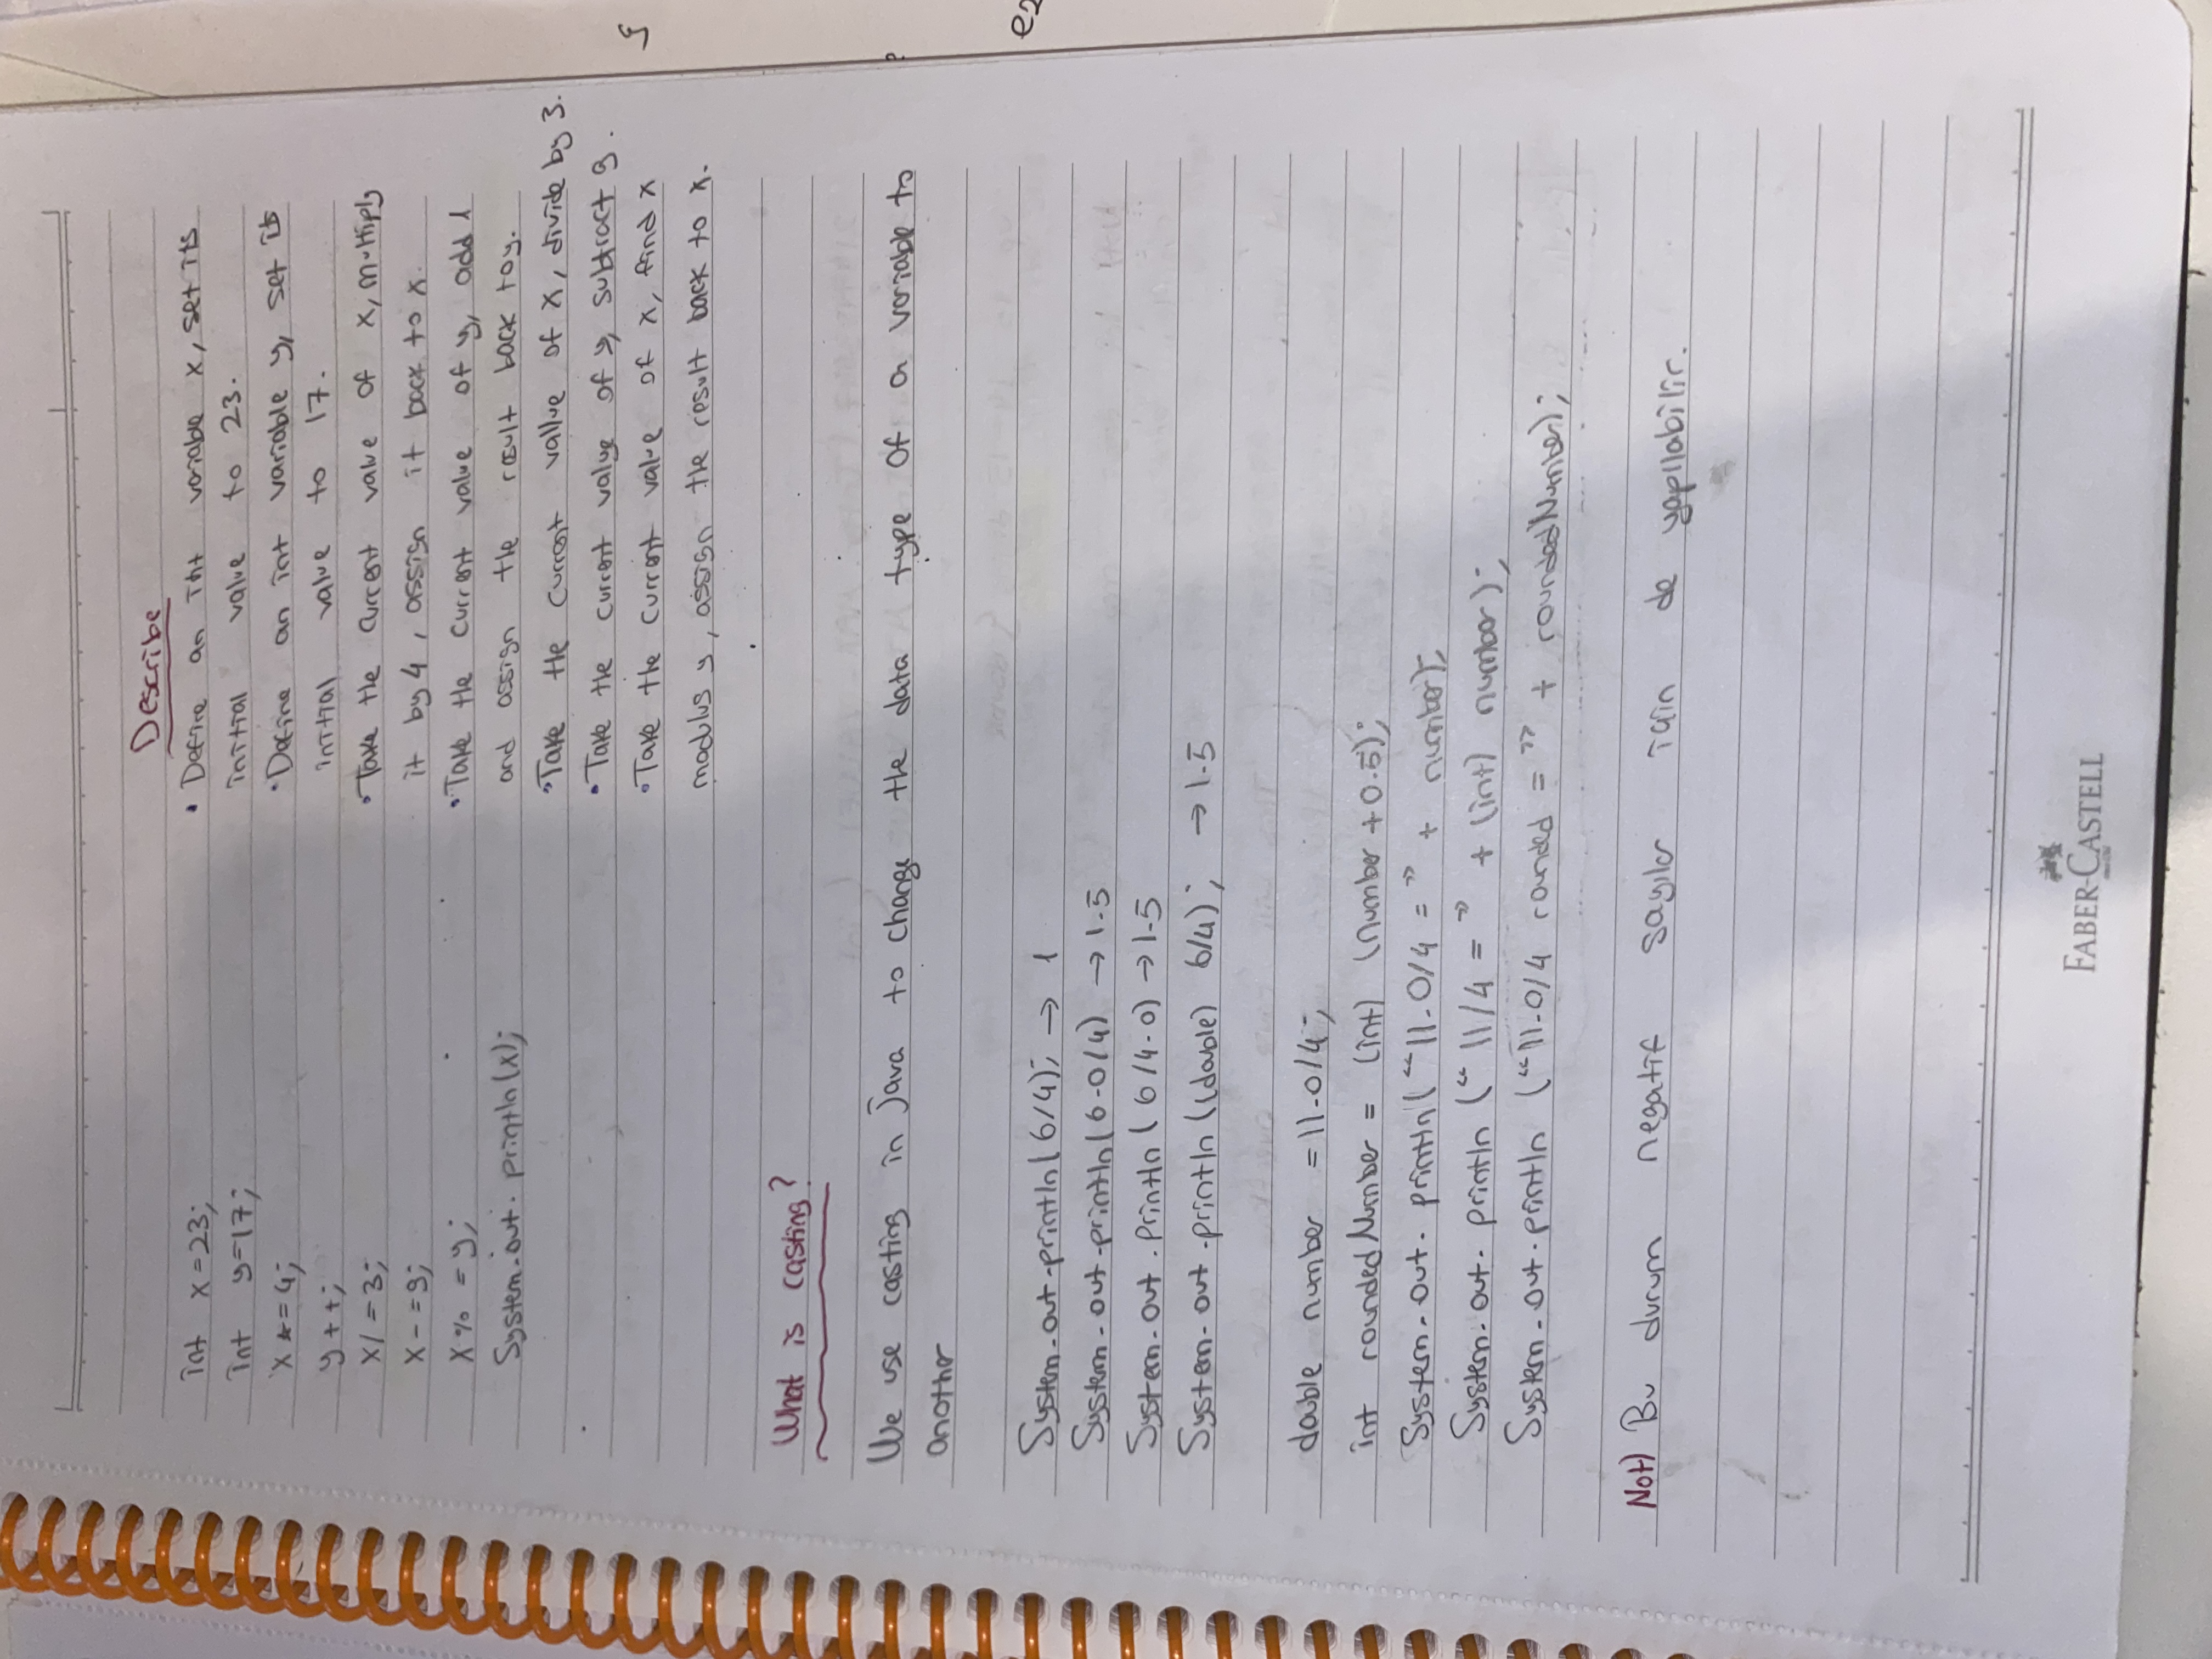 Describe
int x=23;
int y=17;
x *= 4;
y ++;
x/ =3;
x- =9;
x% =y;
System.out. println(x);
• Define an int variable x, set its
initial value to 23.
• Define an int variable y, set its
initial value to 17.
• Take the current value of x, multiply
it by 4, assign it back to x.
• Take the current value of y, add 1
and assign the result back to y.
• Take the current vallue of x, divide by 3.
• Take the current value of y, subtract 9.
• Take the current value of x, find x
modulus y, assign the result back to x.
What is casting?
We use casting in Java to change the data type of a variable to
another
System.out.println(6/4); → 1
System.out.println(6.0/4) → 1.5
System.out.println(6/4.0) → 1.5
System.out.println((double) 6/4); → 1.5
double number = 11.0/4;
int roundedNumber = (int) (number + 0.5);
System.out. println("11.0/4 = " + number);
System.out. println ("11/4 = " + (int) number);
System.out.println ("11.0/4 rounded = " + roundedNumber);
Not) Bu durum negatif sayılar için de yapılabilir.
FABER-CASTELL
e2